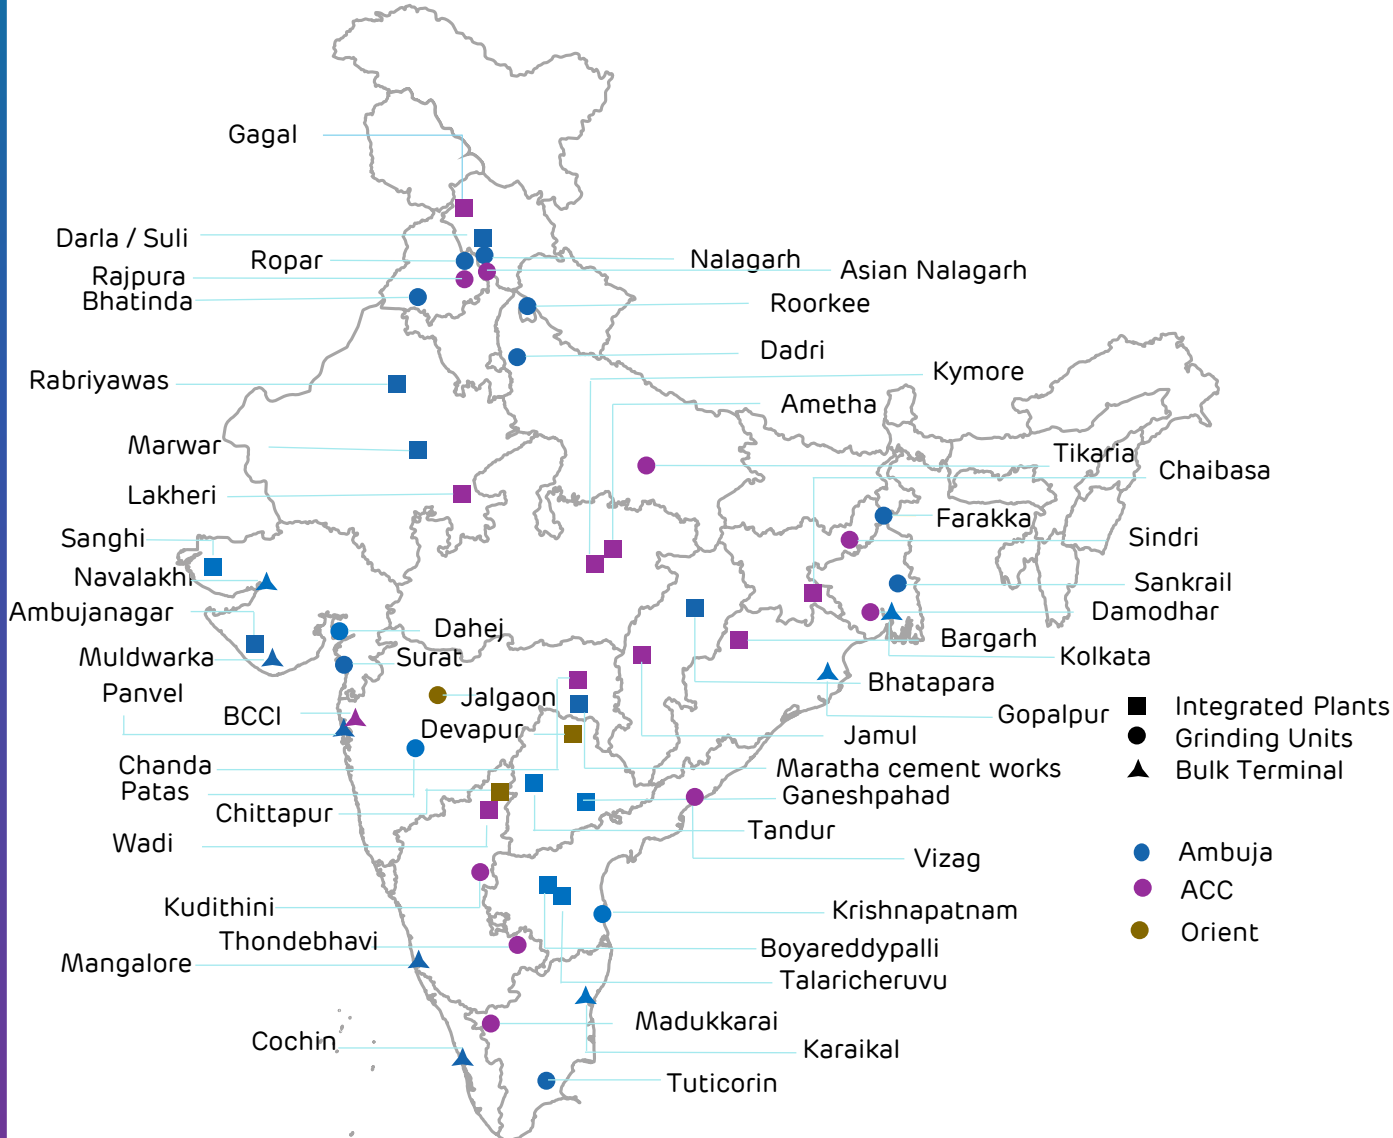 Gagal
Darla / Suli
Ropar
Nalagarh
Asian Nalagarh
Rajpura
Bhatinda
Roorkee
Dadri
Rabriyawas
Kymore
Ametha
Marwar
Tikaria
Chaibasa
Lakheri
Farakka
Sanghi
Sindri
Navalakhi
Sankrail
Ambujanagar
Damodhar
Dahej
Bargarh
Muldwarka
Surat
Kolkata
Panvel
Jalgaon
Bhatapara
BCCI
Gopalpur
Integrated Plants
Devapur
Jamul
Grinding Units
Chanda
Maratha cement works
Bulk Terminal
Patas
Ganeshpahad
Chittapur
Tandur
Wadi
Vizag
Ambuja
ACC
Kudithini
Krishnapatnam
Orient
Thondebhavi
Boyareddypalli
Mangalore
Talaricheruvu
Madukkarai
Cochin
Karaikal
Tuticorin